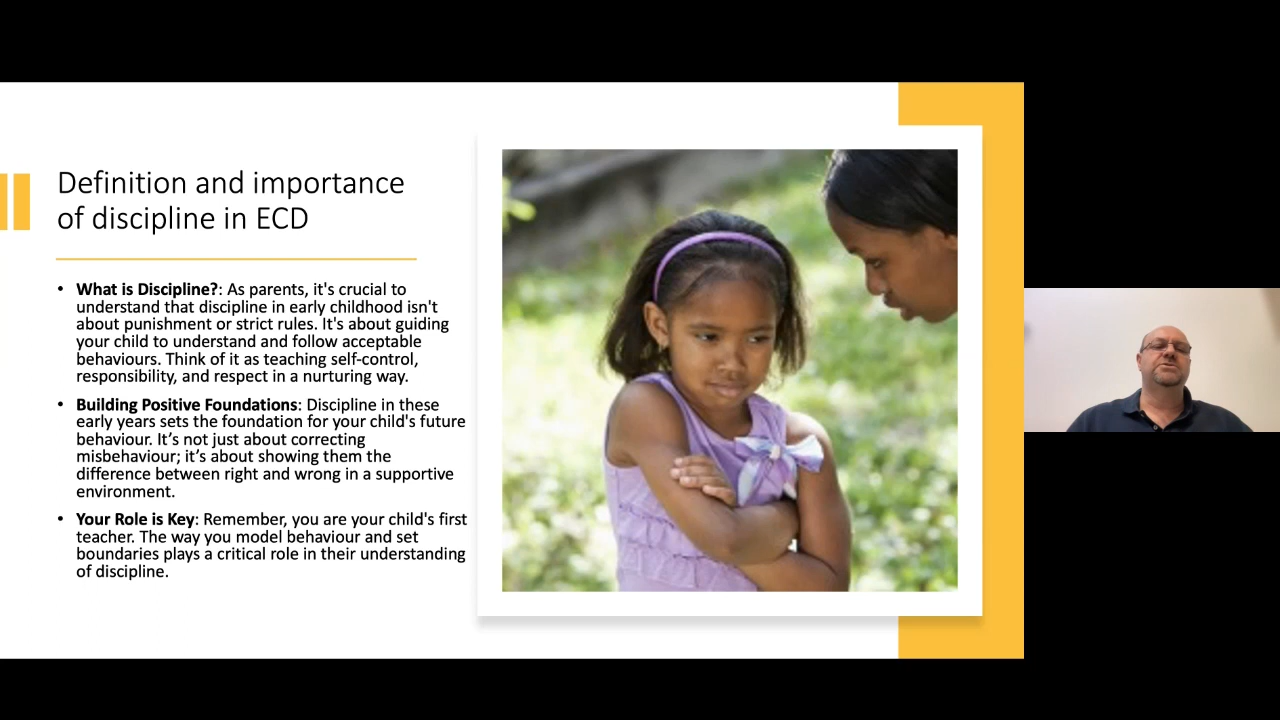 Definition and importance
of discipline in ECD
• What is Discipline?: As parents, it's crucial to
understand that discipline in early childhood isn't
about punishment or strict rules. It's about guiding
your child to understand and follow acceptable
behaviours. Think of it as teaching self-control,
responsibility, and respect in a nurturing way.
• Building Positive Foundations: Discipline in these
early years sets the foundation for your child's future
behaviour. It’s not just about correcting
misbehaviour; it’s about showing them the
difference between right and wrong in a supportive
environment.
• Your Role is Key: Remember, you are your child's first
teacher. The way you model behaviour and set
boundaries plays a critical role in their understanding
of discipline.